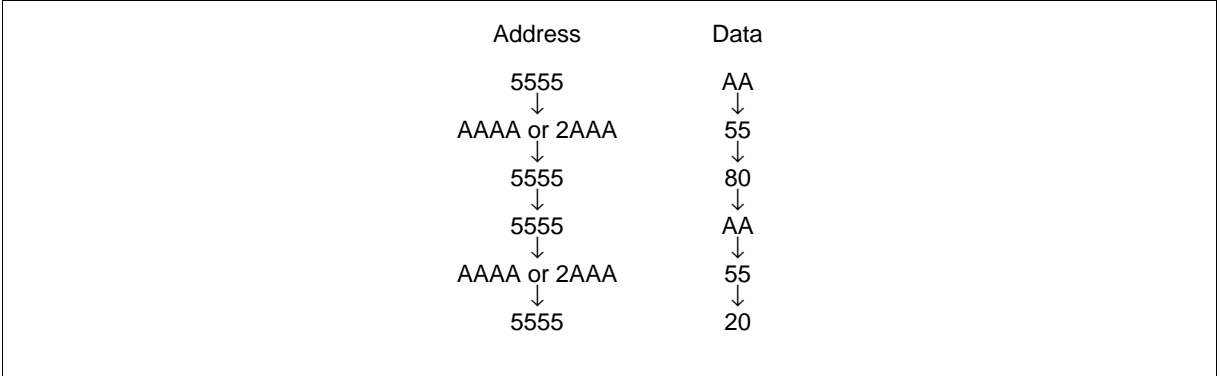 Address Data
5555 AA
↓ ↓
AAAA or 2AAA 55
↓ ↓
5555 80
↓ ↓
5555 AA
↓ ↓
AAAA or 2AAA 55
↓ ↓
5555 20